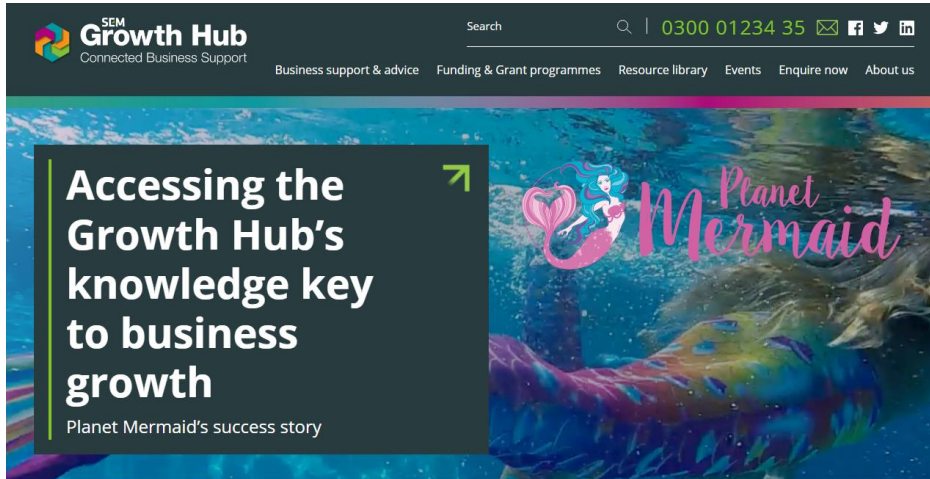 SEM
Growth Hub
Connected Business Support
Search
0300 01234 35
Business support & advice Funding & Grant programmes Resource library Events Enquire now About us
Accessing the
Growth Hub's
knowledge key
to business
growth
Planet Mermaid's success story
Planet
Mermaid